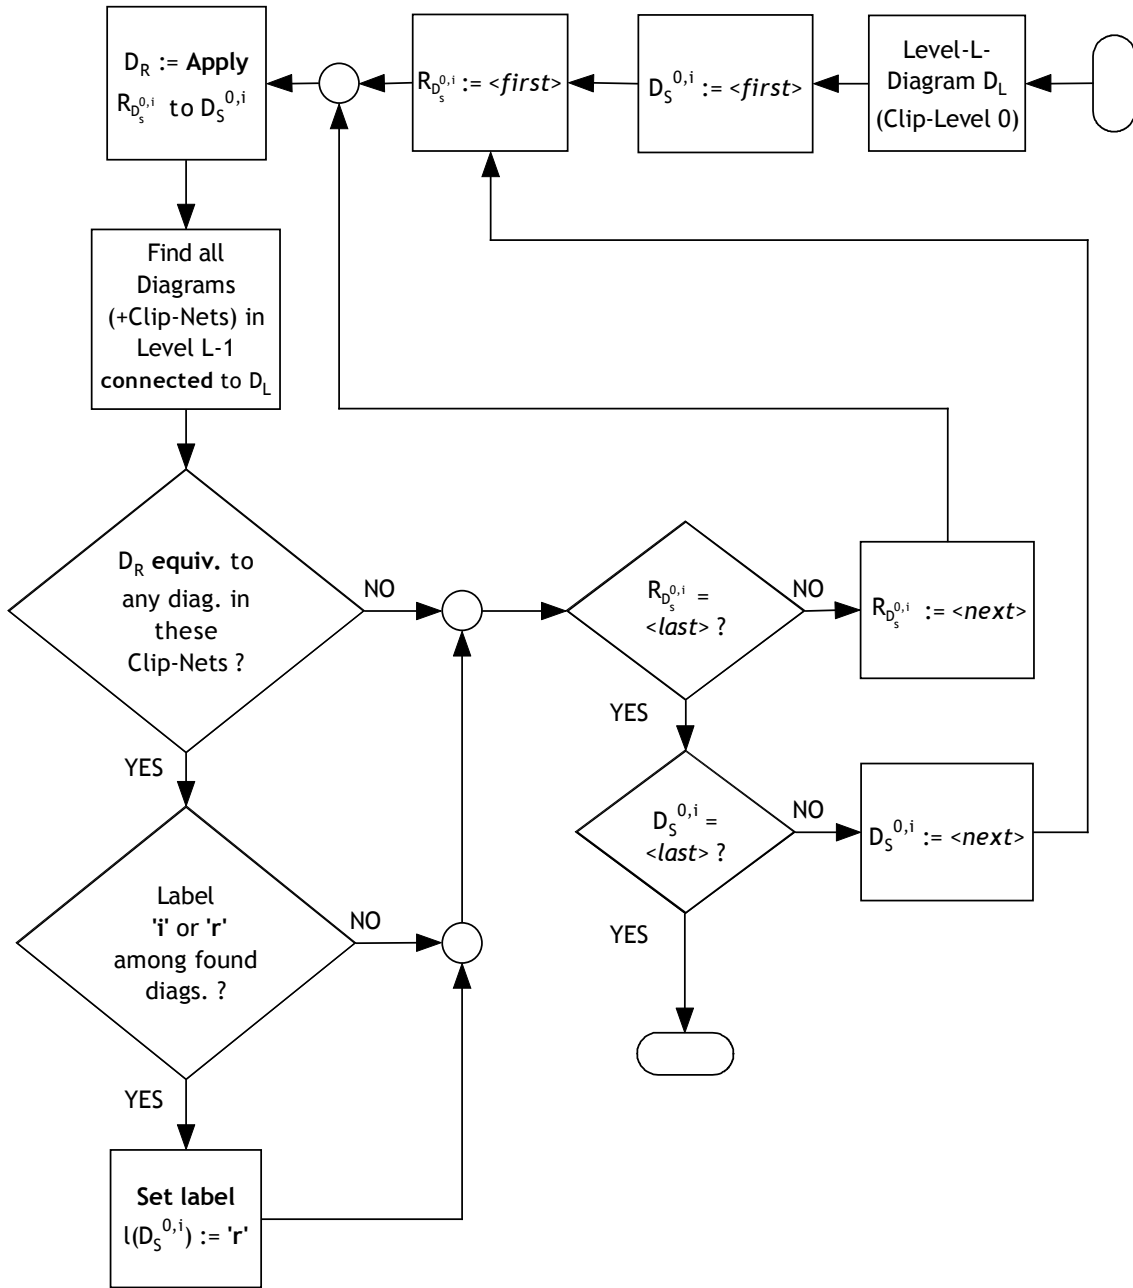 D_R := Apply
R_{D_s^{0,i}} to D_S^{0,i}
R_{D_s^{0,i}} := <first>
D_S^{0,i} := <first>
Level-L-
Diagram D_L
(Clip-Level 0)
Find all
Diagrams
(+Clip-Nets) in
Level L-1
connected to D_L
D_R equiv. to
any diag. in
these
Clip-Nets ?
NO
YES
R_{D_s^{0,i}} =
<last> ?
NO
YES
R_{D_s^{0,i}} := <next>
D_S^{0,i} =
<last> ?
NO
YES
D_S^{0,i} := <next>
Label
'i' or 'r'
among found
diags. ?
NO
YES
Set label
l(D_S^{0,i}) := 'r'